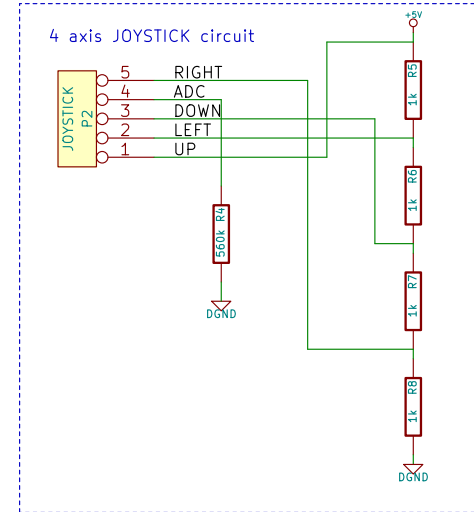 +5V
4 axis JOYSTICK circuit
JOYSTICK
P2
5 RIGHT
4 ADC
3 DOWN
2 LEFT
1 UP
R5
1k
R6
1k
560k R4
DGND
R7
1k
R8
1k
DGND